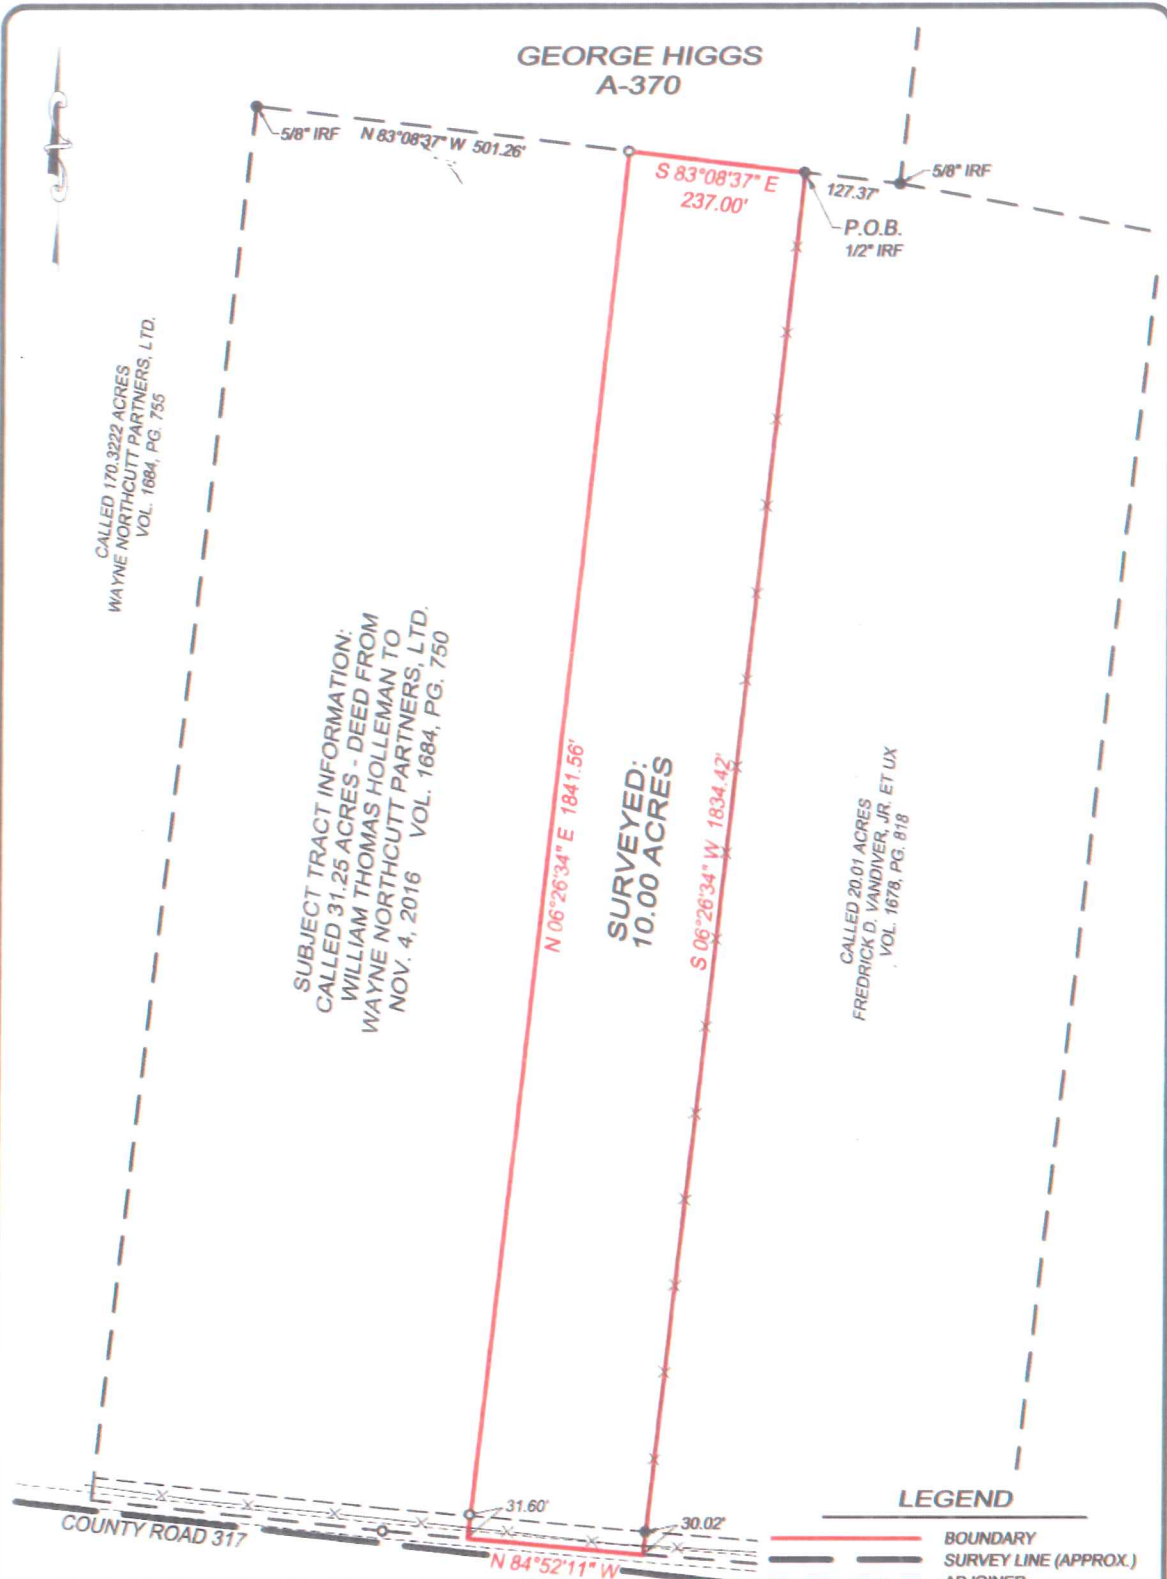 GEORGE HIGGS
A-370
5/8" IRF
N 83°08'37" W 501.26'
S 83°08'37" E
237.00'
127.37'
5/8" IRF
P.O.B.
1/2" IRF
CALLED 170.3222 ACRES
WAYNE NORTHCUTT PARTNERS, LTD.
VOL. 1684, PG. 755
SUBJECT TRACT INFORMATION:
CALLED 31.25 ACRES - DEED FROM
WILLIAM THOMAS HOLLEMAN TO
WAYNE NORTHCUTT PARTNERS, LTD.
NOV. 4, 2016 VOL. 1684, PG. 750
N 06°26'34" E 1841.56'
SURVEYED:
10.00 ACRES
S 06°26'34" W 1834.42'
CALLED 20.01 ACRES
FREDRICK D. VANDIVER, JR. ET UX
VOL. 1678, PG. 818
31.60'
30.02'
COUNTY ROAD 317
N 84°52'11" W
LEGEND
BOUNDARY
SURVEY LINE (APPROX.)